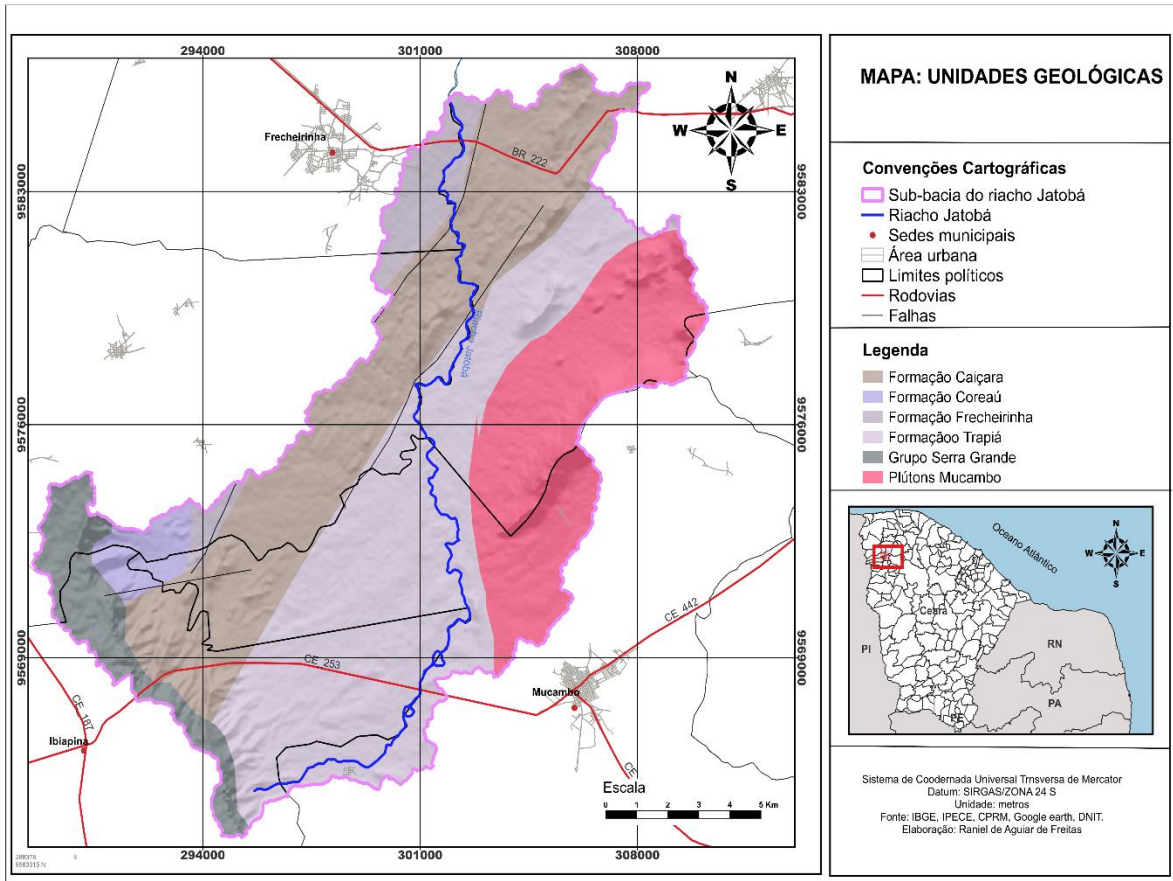 294000 301000 308000
N
W E
S
Frecheirinha
BR 222
9583000 9583000
Riacho Jatobá
9576000 9576000
CE 442
9569000 9569000
CE 253
Mucambo
CE 187
Ibiapina
CE
Escala
0 1 2 3 4 5 Km
294000 301000 308000
MAPA: UNIDADES GEOLÓGICAS
Convenções Cartográficas
Sub-bacia do riacho Jatobá
Riacho Jatobá
Sedes municipais
Área urbana
Limites políticos
Rodovias
Falhas
Legenda
Formação Caiçara
Formação Coreaú
Formação Frecheirinha
Formaçãoo Trapiá
Grupo Serra Grande
Plútons Mucambo
Oceano Atlântico
N
W E
S
Ceará
PI
RN
PA
PE
Sistema de Coodernada Universal Trnsversa de Mercator
Datum: SIRGAS/ZONA 24 S
Unidade: metros
Fonte: IBGE, IPECE, CPRM, Google earth, DNIT.
Elaboração: Raniel de Aguiar de Freitas